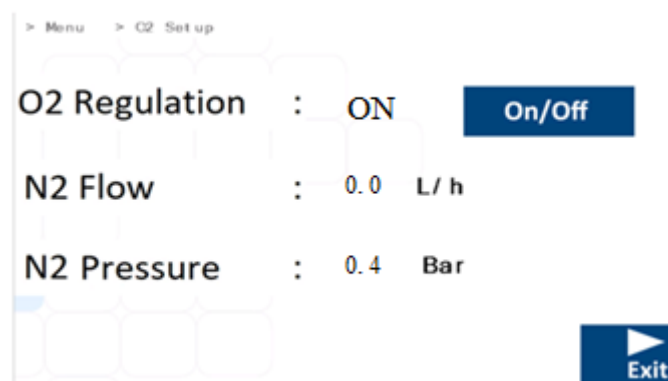 > Menu > O2 Set up
O2 Regulation : ON On/Off
N2 Flow : 0.0 L/h
N2 Pressure : 0.4 Bar
Exit